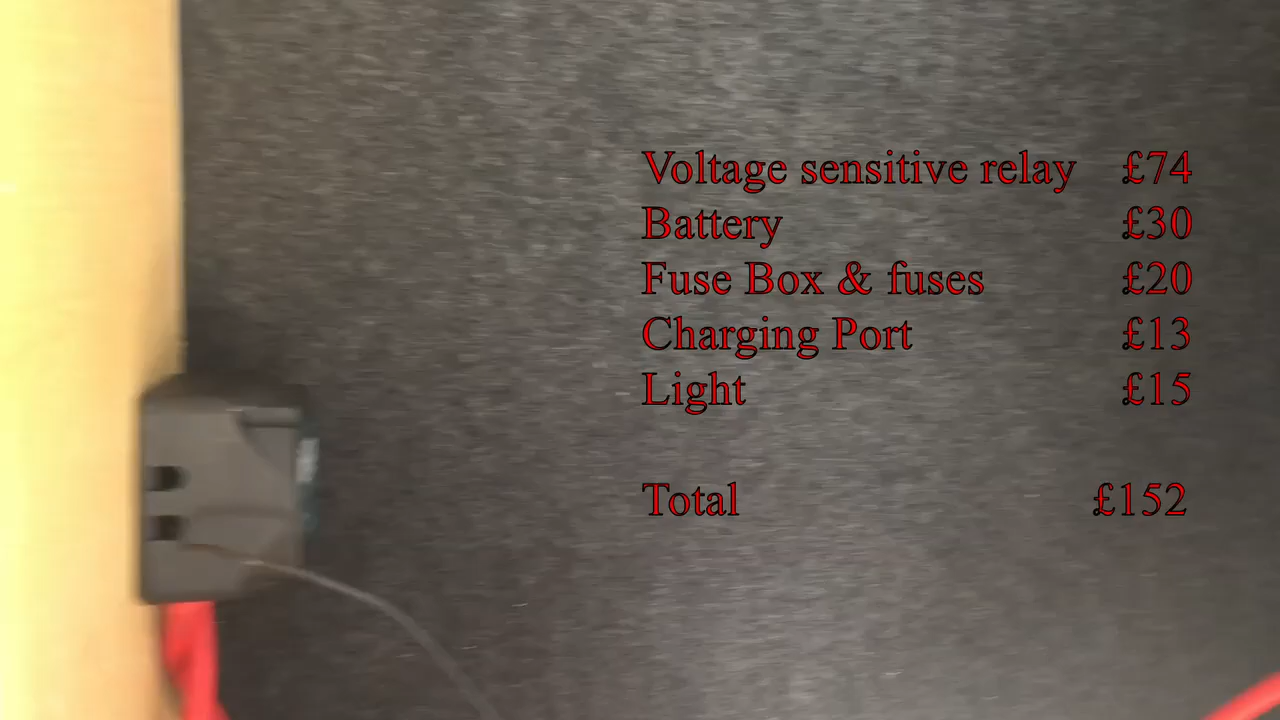 Voltage sensitive relay £74
Battery £30
Fuse Box & fuses £20
Charging Port £13
Light £15
Total £152